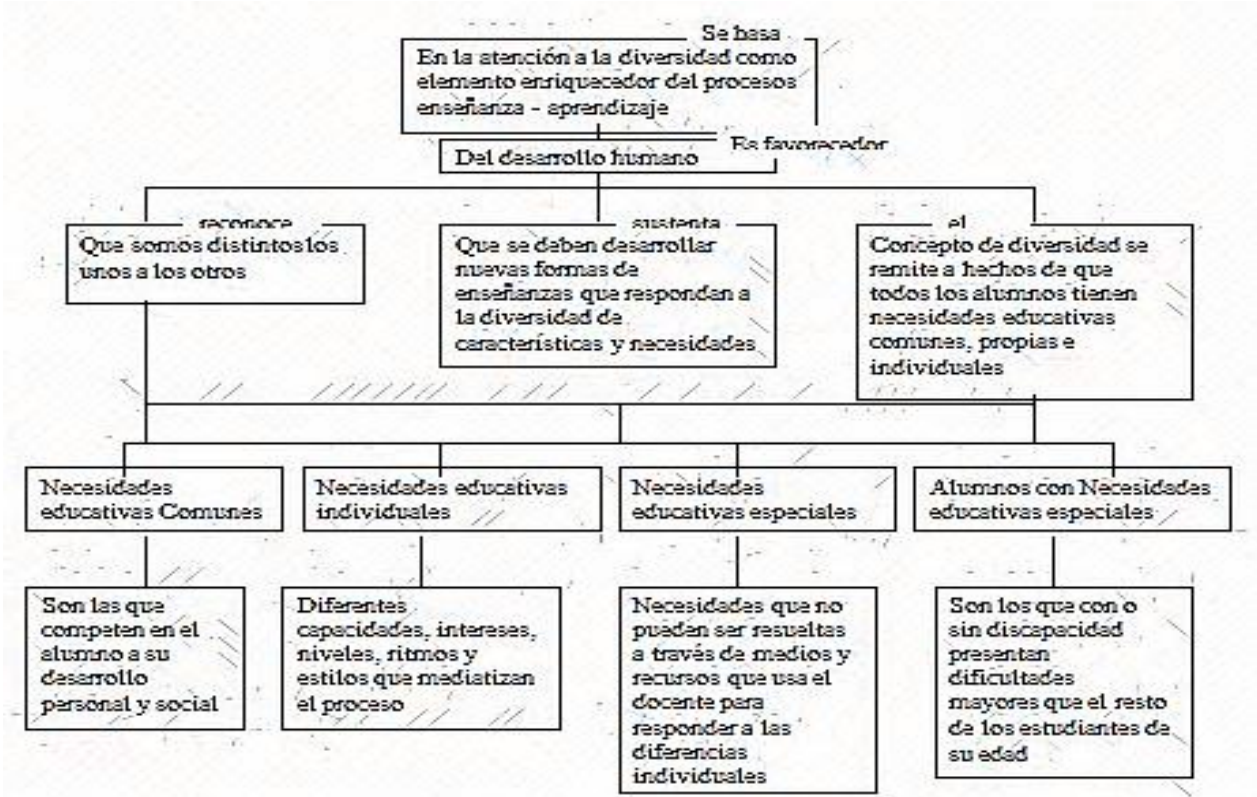 Se basa
En la atención a la diversidad como
elemento enriquecedor del procesos
enseñanza - aprendizaje
Es favorecedor
Del desarrollo humano
reconoce
Que somos distintos los
unos a los otros
sustenta
Que se deben desarrollar
nuevas formas de
enseñanzas que respondan a
la diversidad de
características y necesidades
el
Concepto de diversidad se
remite a hechos de que
todos los alumnos tienen
necesidades educativas
comunes, propias e
individuales
Necesidades
educativas Comunes
Necesidades educativas
individuales
Necesidades
educativas especiales
Alumnos con Necesidades
educativas especiales
Son las que
competen en el
alumno a su
desarrollo
personal y social
Diferentes
capacidades, intereses,
niveles, ritmos y
estilos que mediatizan
el proceso
Necesidades que no
pueden ser resueltas
a través de medios y
recursos que usa el
docente para
responder a las
diferencias
individuales
Son los que con o
sin discapacidad
presentan
dificultades
mayores que el resto
de los estudiantes de
su edad